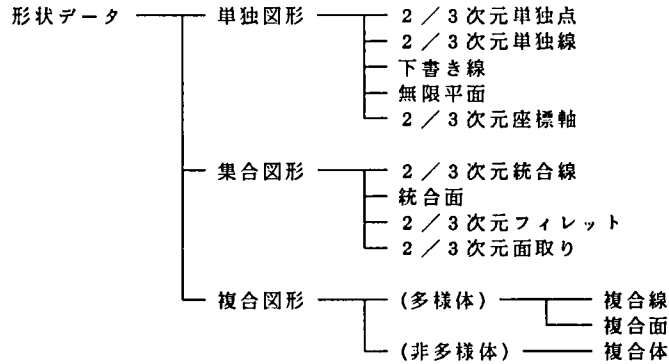 形状データ 単独図形 2／3次元単独点
2／3次元単独線
下書き線
無限平面
2／3次元座標軸
集合図形 2／3次元統合線
統合面
2／3次元フィレット
2／3次元面取り
複合図形 (多様体) 複合線
複合面
(非多様体) 複合体